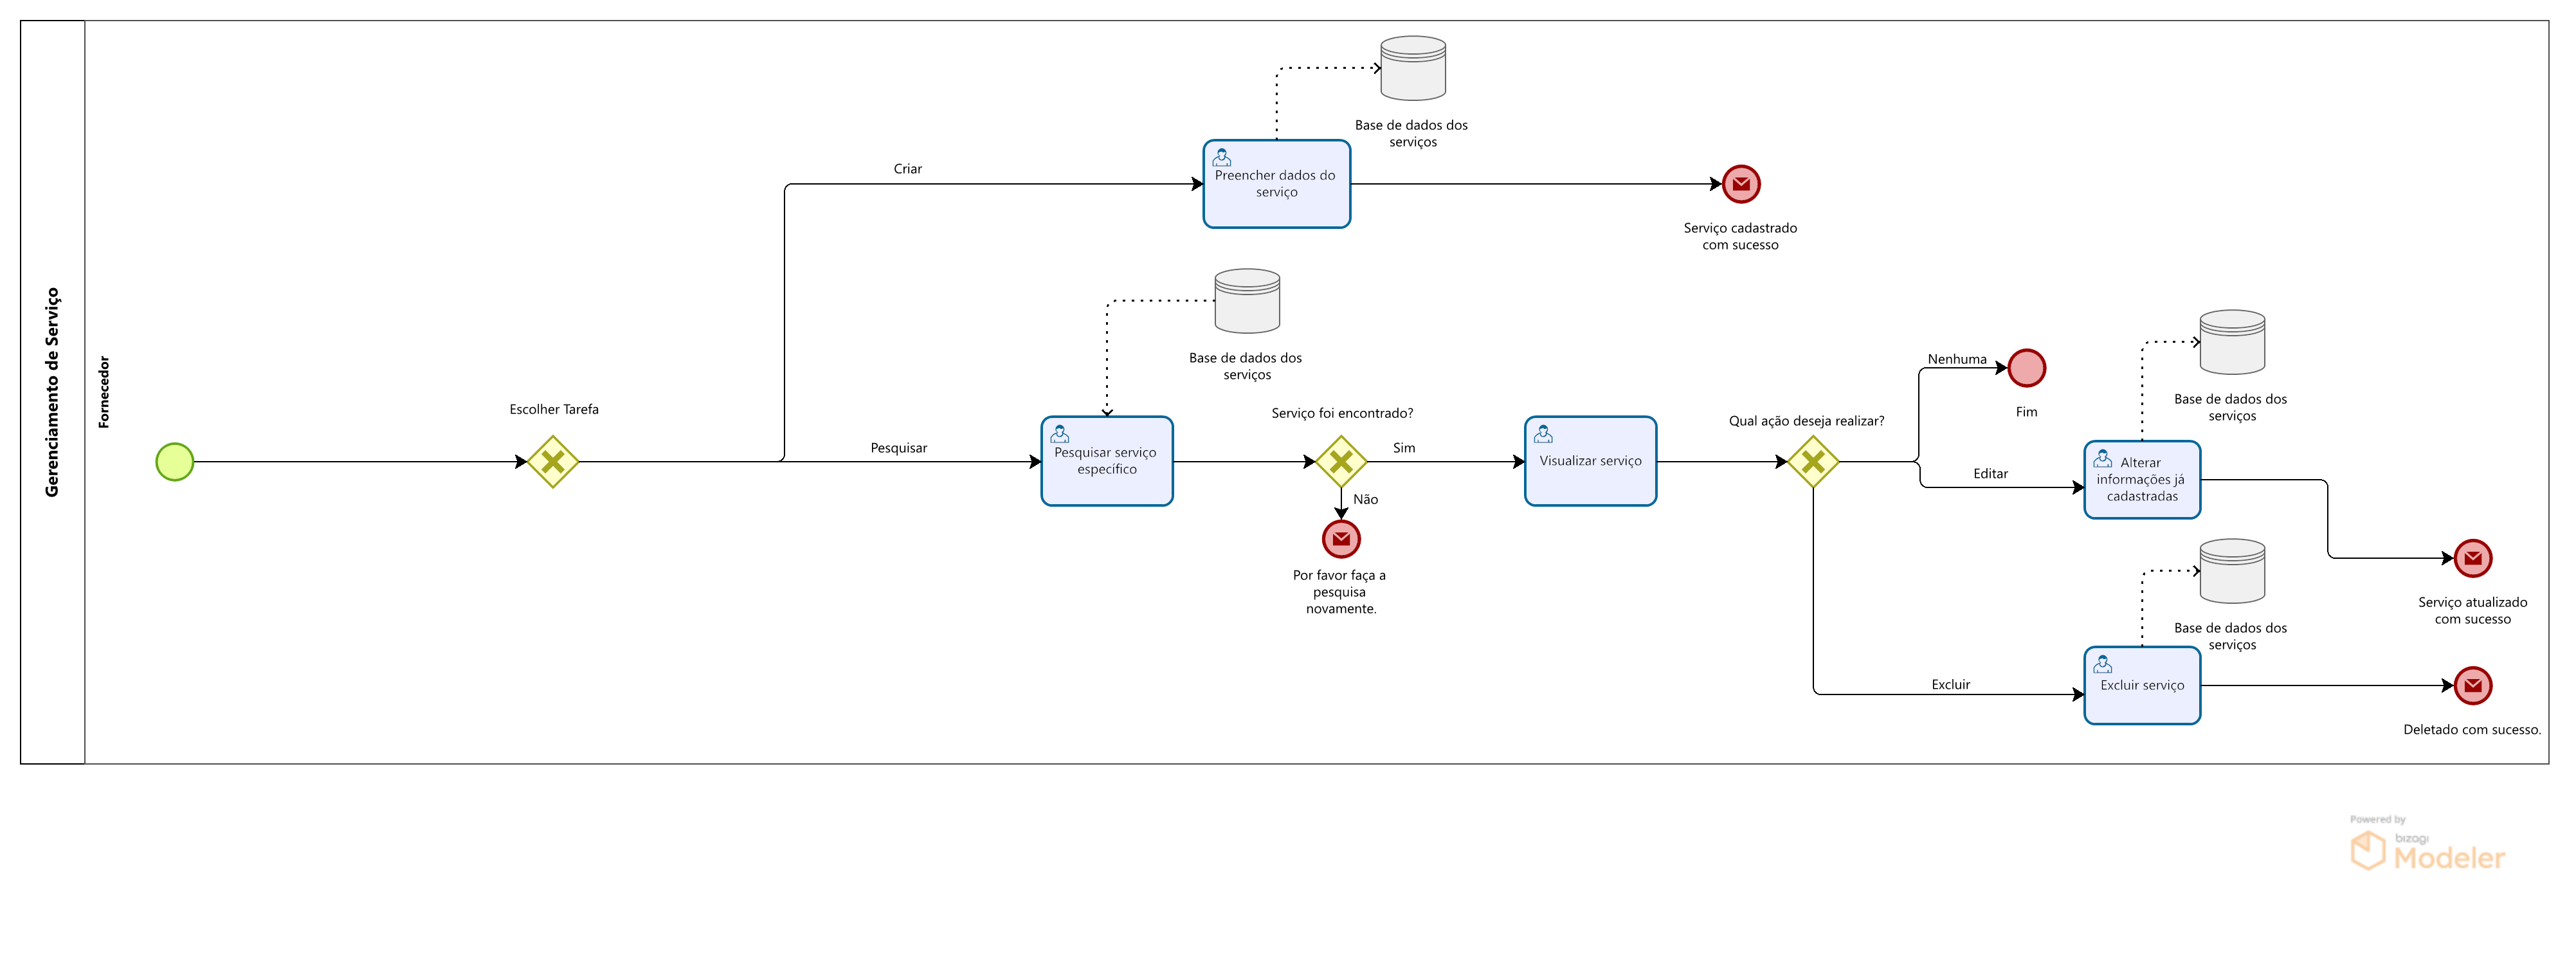 Gerenciamento de Serviço
Fornecedor
Escolher Tarefa
Criar
Preencher dados do
serviço
Base de dados dos
serviços
Serviço cadastrado
com sucesso
Pesquisar
Pesquisar serviço
específico
Base de dados dos
serviços
Serviço foi encontrado?
Sim
Não
Por favor faça a
pesquisa
novamente.
Visualizar serviço
Qual ação deseja realizar?
Nenhuma
Fim
Editar
Alterar
informações já
cadastradas
Base de dados dos
serviços
Serviço atualizado
com sucesso
Excluir
Excluir serviço
Base de dados dos
serviços
Deletado com sucesso.
Powered by
bizagi
Modeler